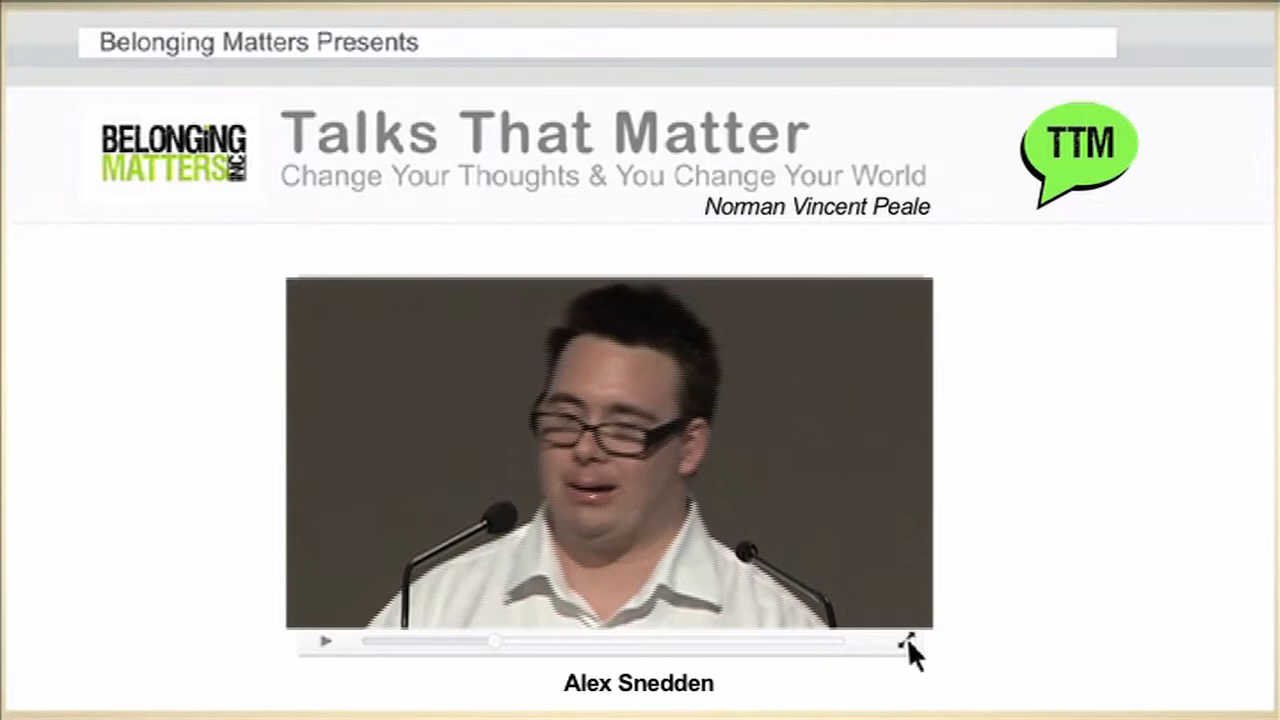 Belonging Matters Presents
BELONGiNG
MATTERS INC
Talks That Matter
Change Your Thoughts & You Change Your World
Norman Vincent Peale
TTM
Alex Snedden